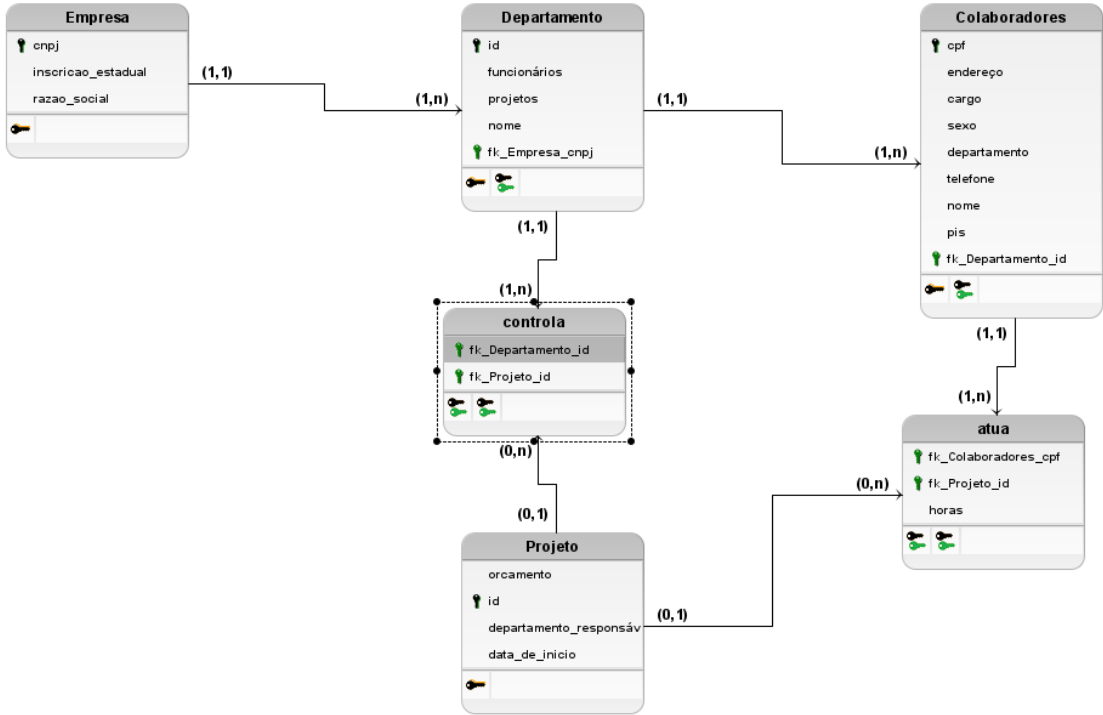 Empresa
cnpj
inscricao_estadual
razao_social
(1,1)
(1,n)
Departamento
id
funcionários
projetos
nome
fk_Empresa_cnpj
(1,1)
(1,n)
Colaboradores
cpf
endereço
cargo
sexo
departamento
telefone
nome
pis
fk_Departamento_id
(1,1)
(1,n)
controla
fk_Departamento_id
fk_Projeto_id
(1,1)
(1,n)
atua
fk_Colaboradores_cpf
fk_Projeto_id
horas
(0,n)
(0,1)
(0,n)
(0,1)
Projeto
orcamento
id
departamento_responsáv
data_de_inicio